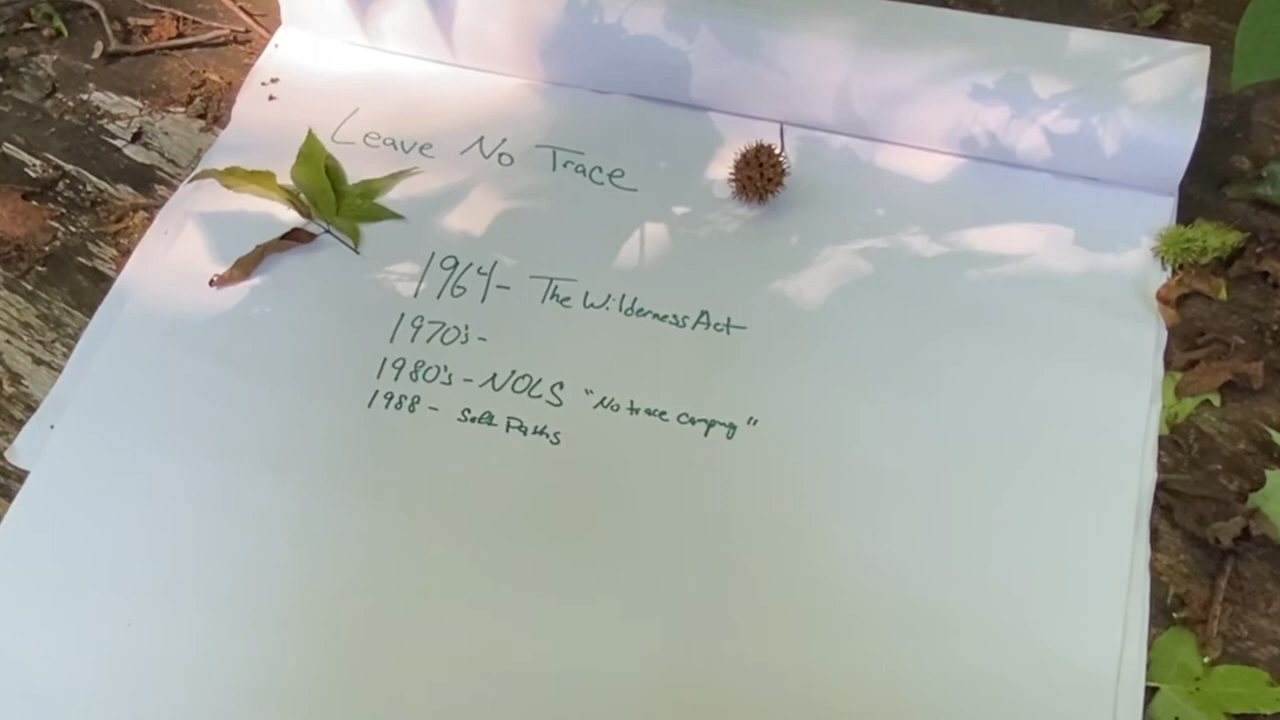 Leave No Trace
1964- The Wilderness Act
1970's-
1980's-NOLS "No trace camping"
1988- Soft Paths